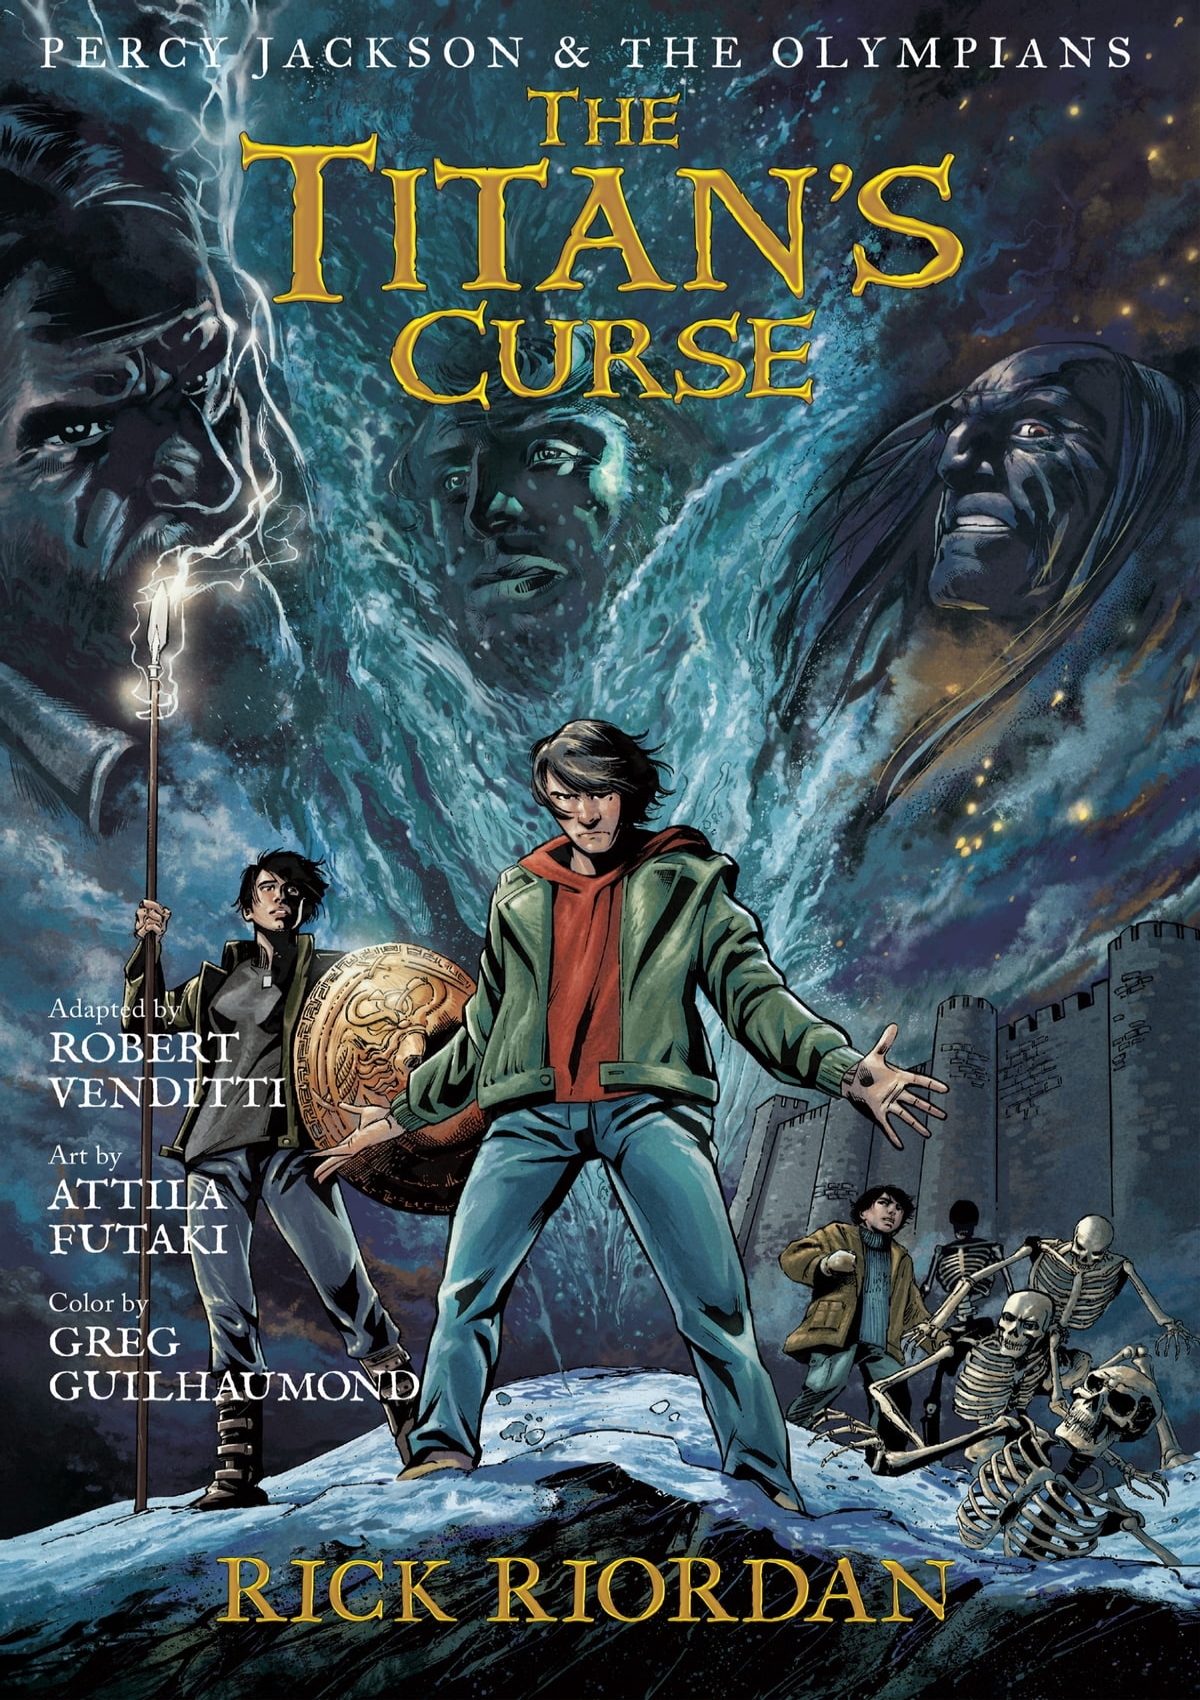 PERCY JACKSON & THE OLYMPIANS
THE
TITAN'S
CURSE
Adapted by
ROBERT
VENDITTI
Art by
ATTILA
FUTAKI
Color by
GREG
GUILHAUMOND
RICK RIORDAN